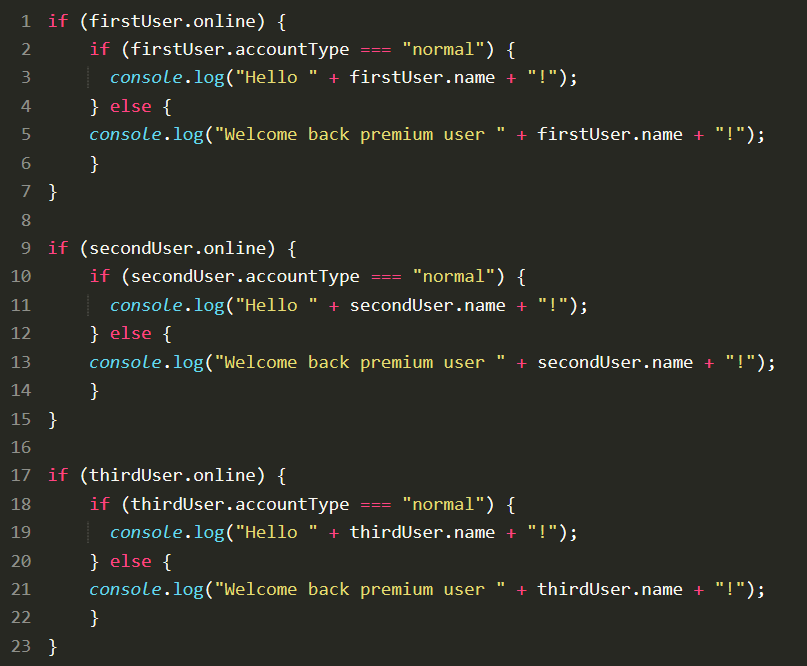 1 if (firstUser.online) {
2     if (firstUser.accountType === "normal") {
3       console.log("Hello " + firstUser.name + "!");
4     } else {
5     console.log("Welcome back premium user " + firstUser.name + "!");
6     }
7 }
8
9 if (secondUser.online) {
10     if (secondUser.accountType === "normal") {
11       console.log("Hello " + secondUser.name + "!");
12     } else {
13     console.log("Welcome back premium user " + secondUser.name + "!");
14     }
15 }
16
17 if (thirdUser.online) {
18     if (thirdUser.accountType === "normal") {
19       console.log("Hello " + thirdUser.name + "!");
20     } else {
21     console.log("Welcome back premium user " + thirdUser.name + "!");
22     }
23 }